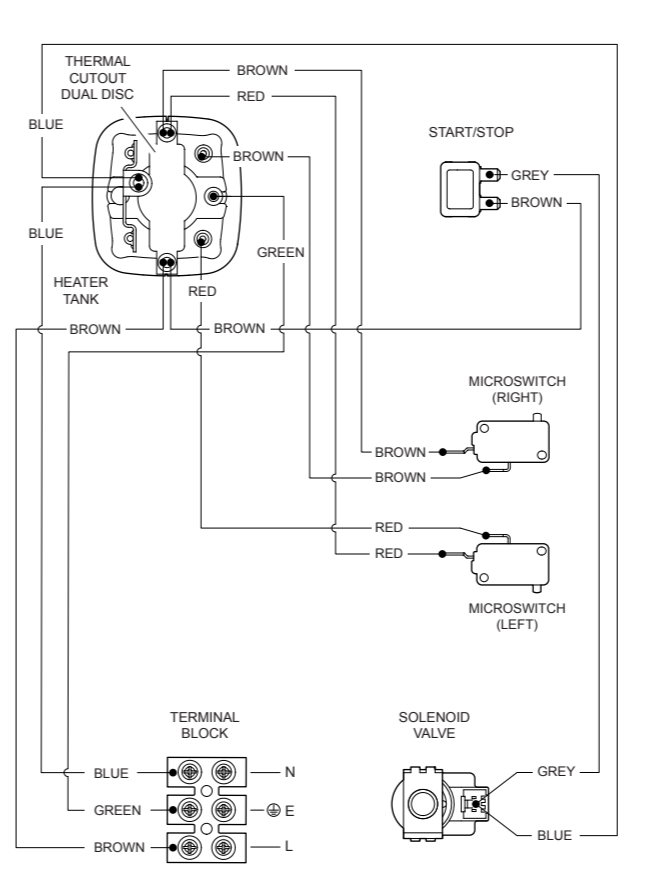 THERMAL
CUTOUT
DUAL DISC
BROWN
RED
BLUE
BROWN
START/STOP
GREY
BROWN
BLUE
GREEN
HEATER
TANK
RED
BROWN
BROWN
MICROSWITCH
(RIGHT)
BROWN
BROWN
RED
RED
MICROSWITCH
(LEFT)
TERMINAL
BLOCK
SOLENOID
VALVE
BLUE
N
GREY
GREEN
E
BLUE
BROWN
L